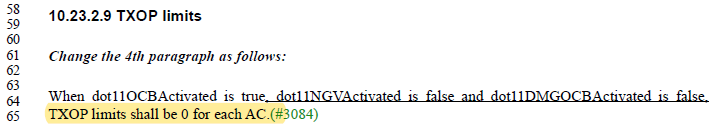 58
59
10.23.2.9 TXOP limits
60
61
Change the 4th paragraph as follows:
62
63
When dot11OCBActivated is true, dot11NGVActivated is false and dot11DMGOCBActivated is false,
64
TXOP limits shall be 0 for each AC.(#3084)
65